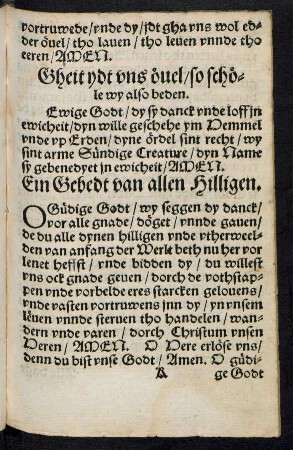 vortruwede / vnde dy / ydt gha vns wol ed-
der övel / tho lauen / tho leuen vnnde tho
eeren / AMEN.
Gheit ydt vns övel / so schö-
le wy also beden.
Ewige Godt / dy sy danck vnde loff jn
ewicheit / dyn wille geschehe ym Hemmel
vnde vp Erden / dyne ördel sint recht / wy
sint arme Sündige Creature / dyn Name
sy gebenedyet jn ewicheit / AMEN.
Ein Gebedt van allen Hilligen.
O Güdige Godt / wy seggen dy danck /
vor alle gnade / döget / vnnde gauen /
de du alle dynen hilligen vnde vtherweel-
den van anfang der Werlt beth nu her vor
lenet heffst / vnde bidden dy / du willest
vns ock gnade geuen / dorch de vothstap-
pen vnde vorbelde eres starcken gelouens /
vnde vasten vortruwens jnn dy / yn vnsem
leuen vnnde steruen tho handelen / wan-
dern vnde varen / dorch Christum vnsen
Heren / AMEN. O Here erlöse vns /
denn du bist vnse Godt / Amen. O güdi-
A ge Godt